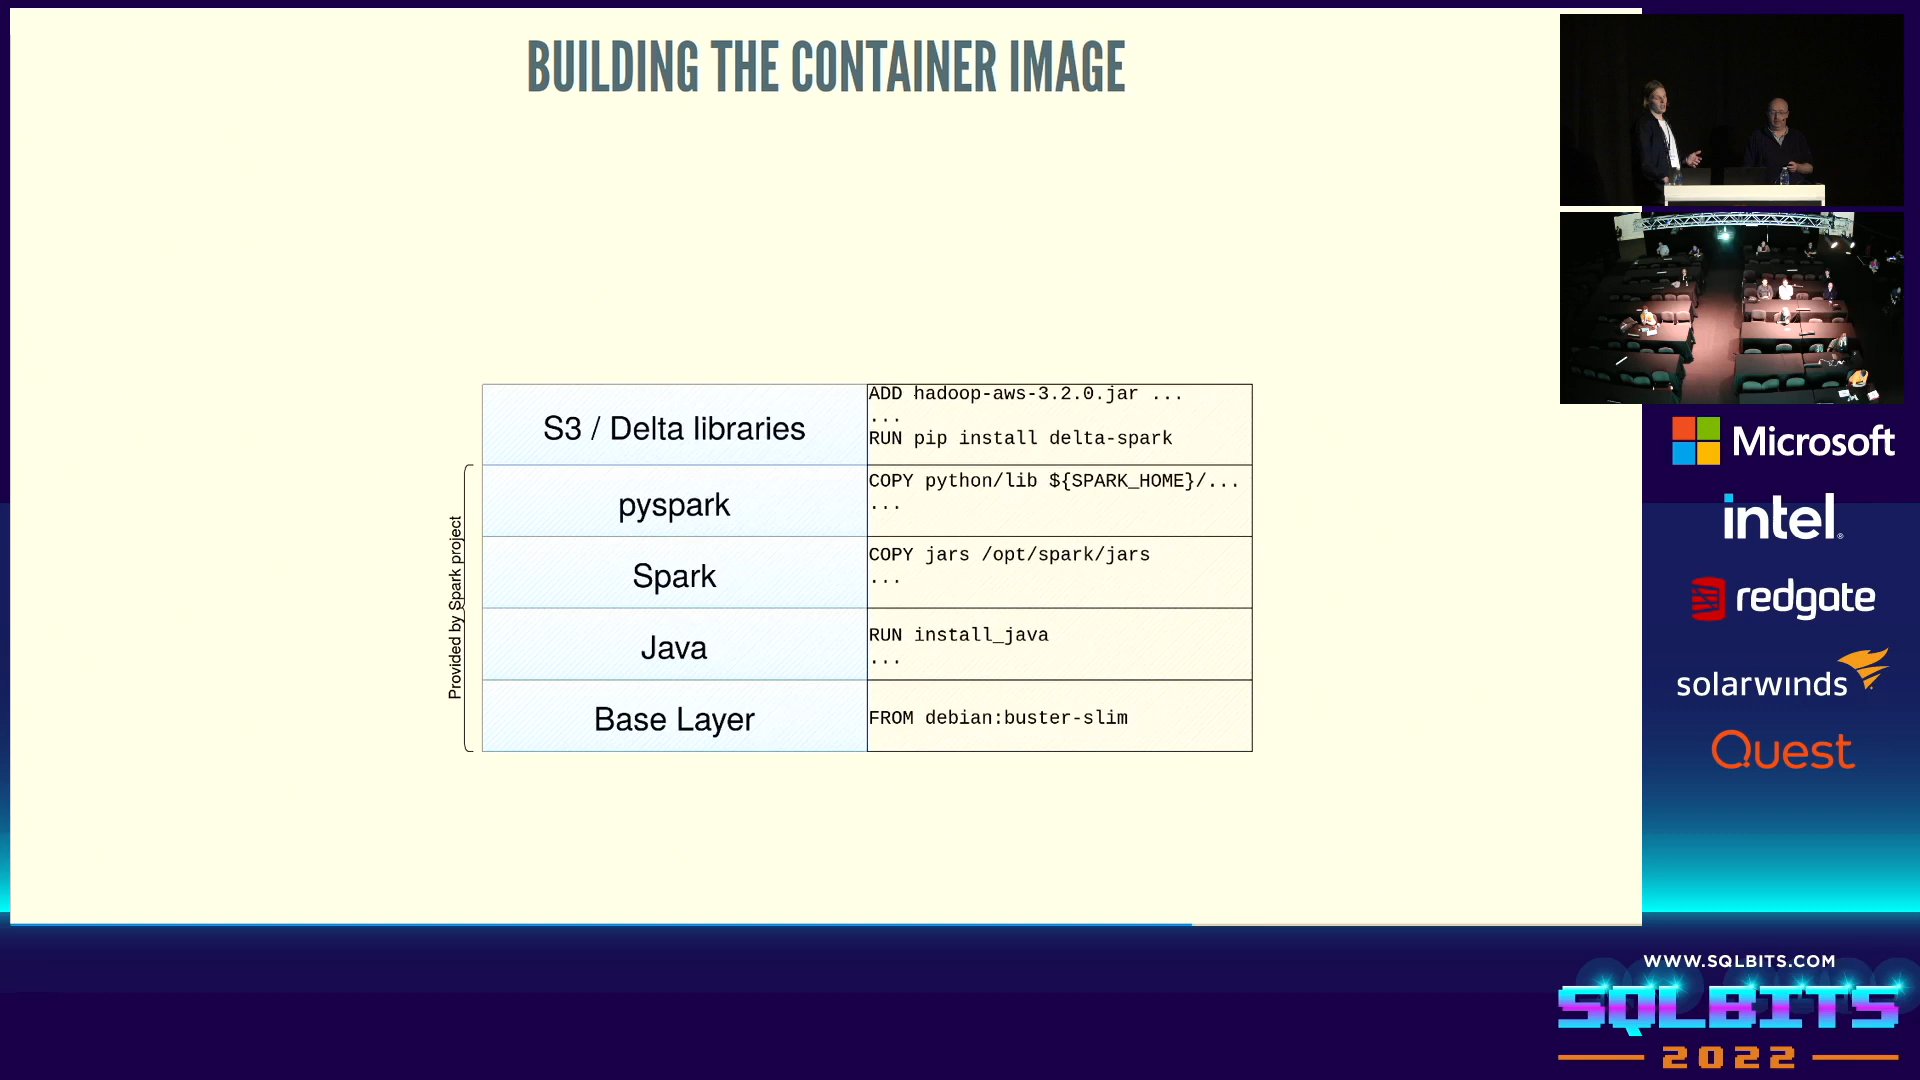 BUILDING THE CONTAINER IMAGE
S3 / Delta libraries
ADD hadoop-aws-3.2.0.jar ...
...
RUN pip install delta-spark
pyspark
COPY python/lib ${SPARK_HOME}/...
...
Spark
COPY jars /opt/spark/jars
...
Java
RUN install_java
...
Base Layer
FROM debian:buster-slim
Provided by Spark project
Microsoft
intel.
redgate
solarwinds
Quest
WWW.SQLBITS.COM
SQLBITS
2022